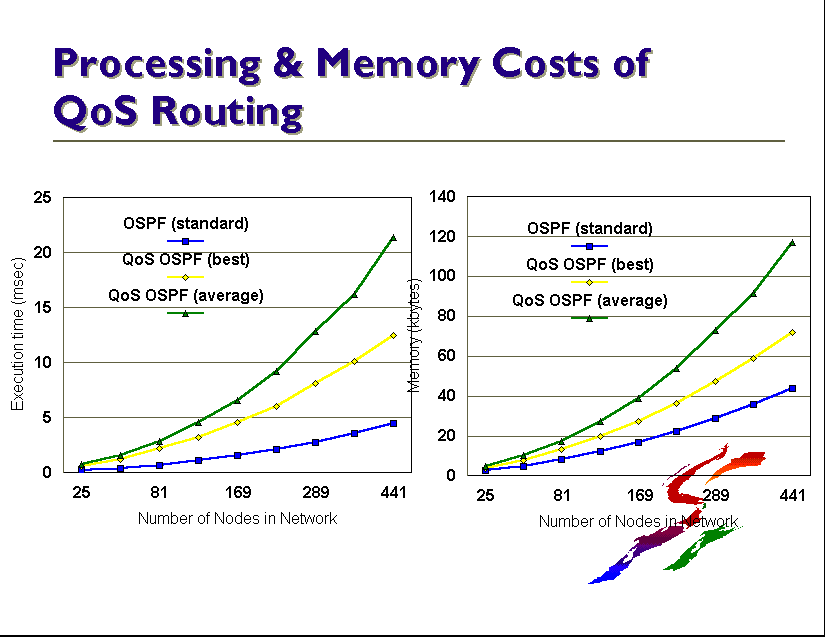 Processing & Memory Costs of
QoS Routing
25
20
15
10
5
0
Execution time (msec)
OSPF (standard)
QoS OSPF (best)
QoS OSPF (average)
25 81 169 289 441
Number of Nodes in Network
140
120
100
80
60
40
20
0
Memory (kbytes)
OSPF (standard)
QoS OSPF (best)
QoS OSPF (average)
25 81 169 289 441
Number of Nodes in Network